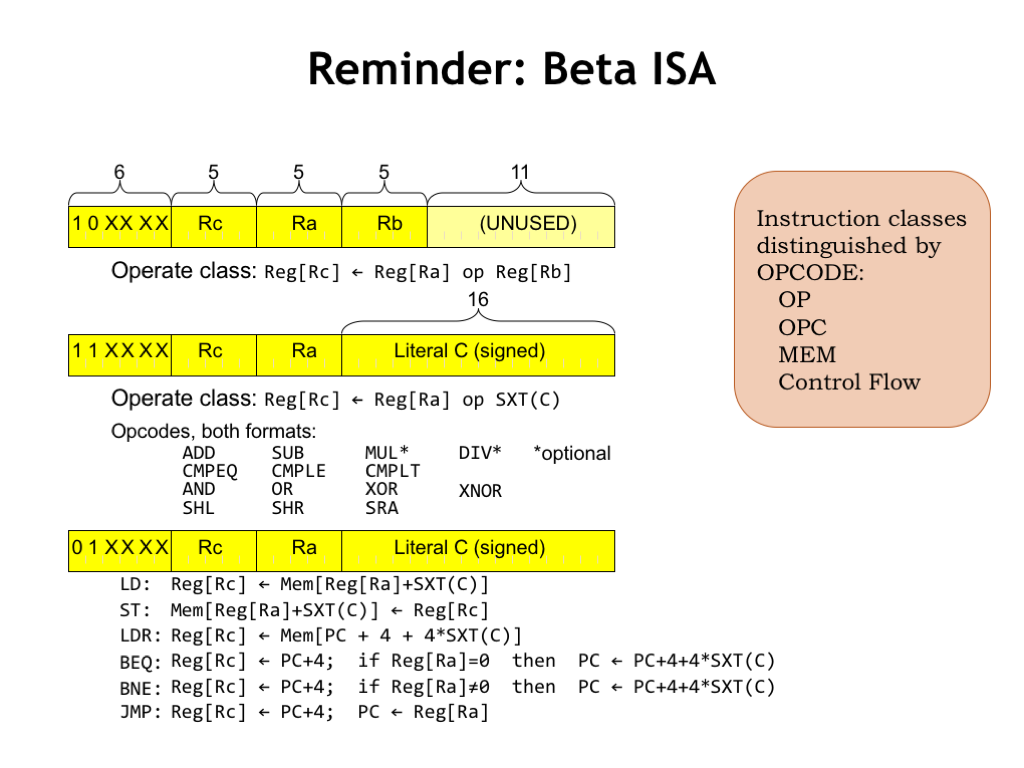 Reminder: Beta ISA
6 5 5 5 11
1 0 XX XX Rc Ra Rb (UNUSED)
Operate class: Reg[Rc] ← Reg[Ra] op Reg[Rb]
16
1 1 XX XX Rc Ra Literal C (signed)
Operate class: Reg[Rc] ← Reg[Ra] op SXT(C)
Opcodes, both formats:
ADD SUB MUL* DIV* *optional
CMPEQ CMPLE CMPLT
AND OR XOR XNOR
SHL SHR SRA
0 1 XX XX Rc Ra Literal C (signed)
LD: Reg[Rc] ← Mem[Reg[Ra]+SXT(C)]
ST: Mem[Reg[Ra]+SXT(C)] ← Reg[Rc]
LDR: Reg[Rc] ← Mem[PC + 4 + 4*SXT(C)]
BEQ: Reg[Rc] ← PC+4; if Reg[Ra]=0 then PC ← PC+4+4*SXT(C)
BNE: Reg[Rc] ← PC+4; if Reg[Ra]≠0 then PC ← PC+4+4*SXT(C)
JMP: Reg[Rc] ← PC+4; PC ← Reg[Ra]
Instruction classes
distinguished by
OPCODE:
OP
OPC
MEM
Control Flow